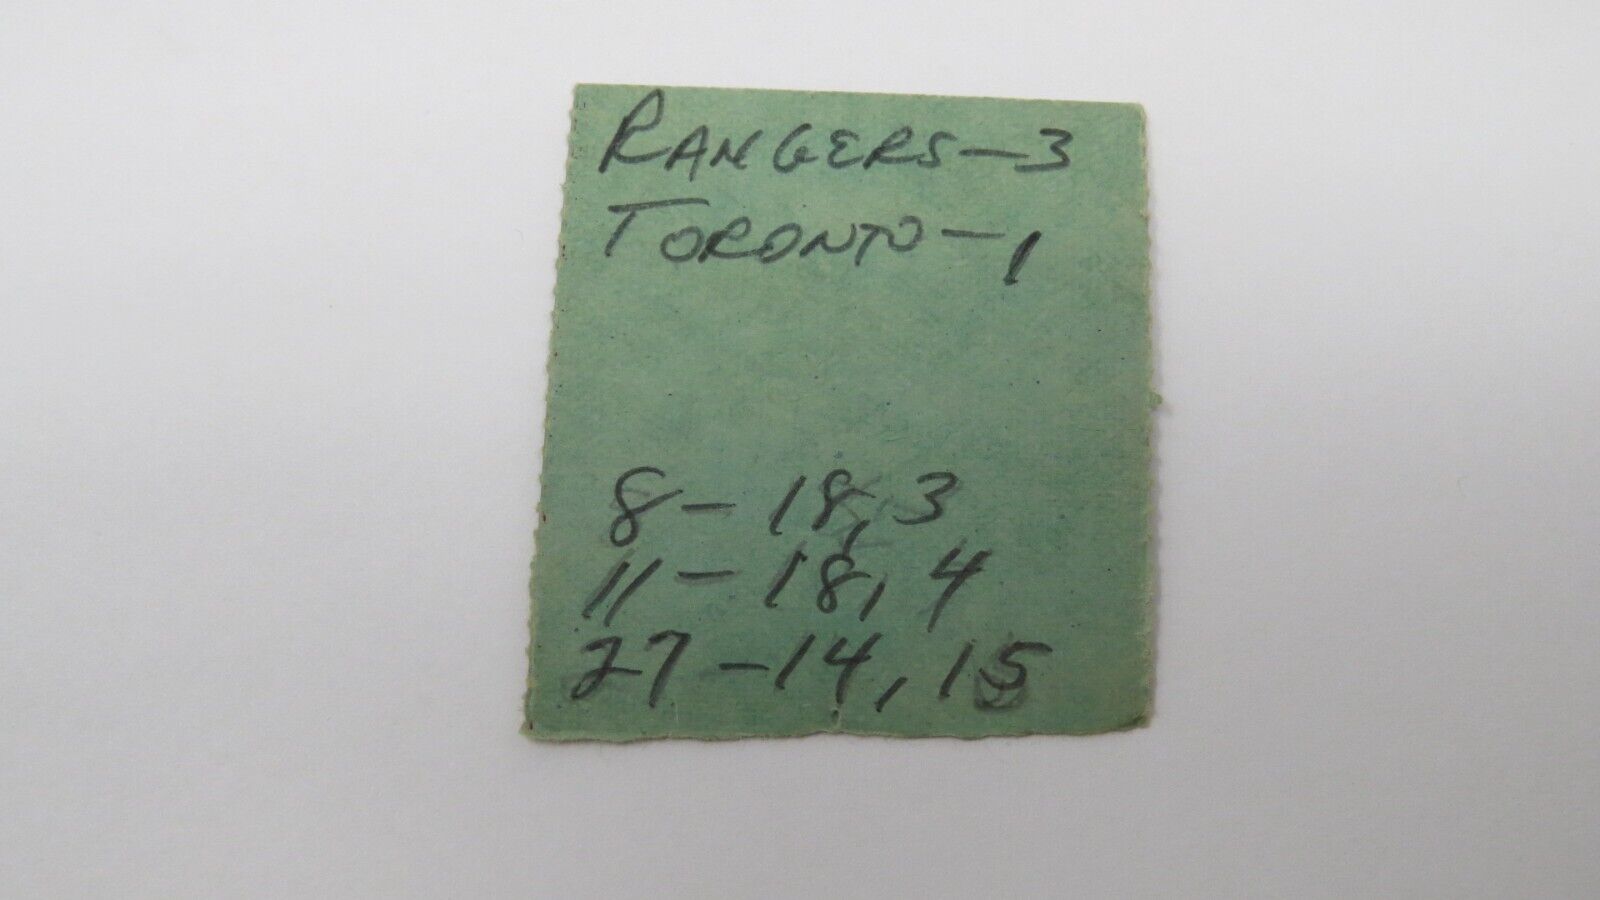 RANGERS-3
TORONTO-1
8-18,3
11-18,4
27-14,15